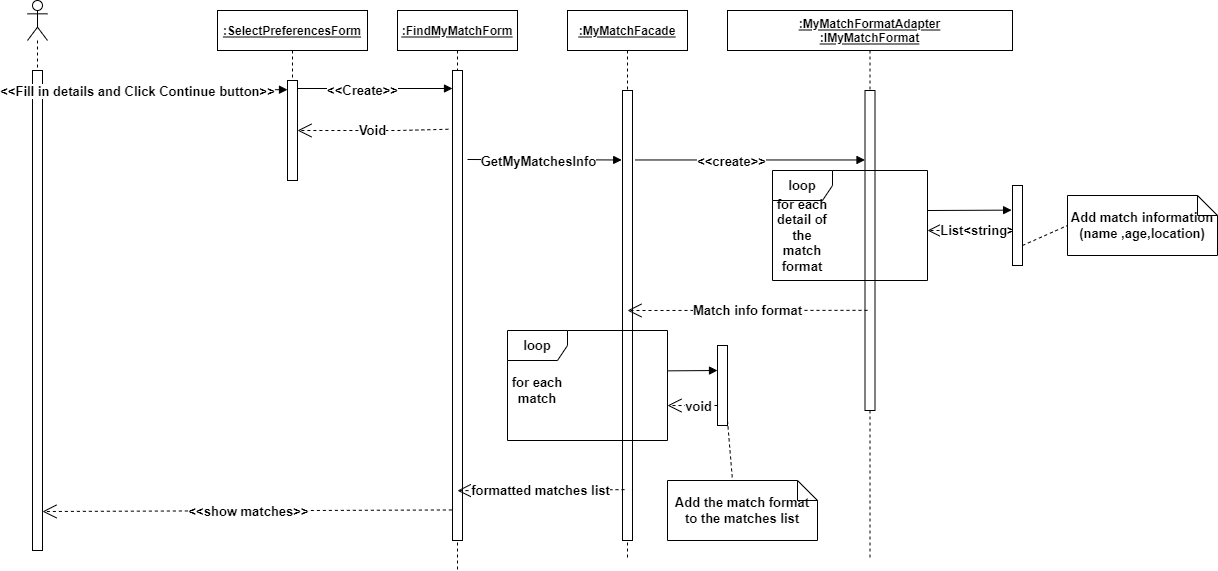 :SelectPreferencesForm
:FindMyMatchForm
:MyMatchFacade
:MyMatchFormatAdapter
:IMyMatchFormat
<<Fill in details and Click Continue button>>
<<Create>>
Void
GetMyMatchesInfo
<<create>>
loop
for each
detail of
the
match
format
List<string>
Add match information
(name ,age,location)
Match info format
loop
for each
match
void
formatted matches list
Add the match format
to the matches list
<<show matches>>